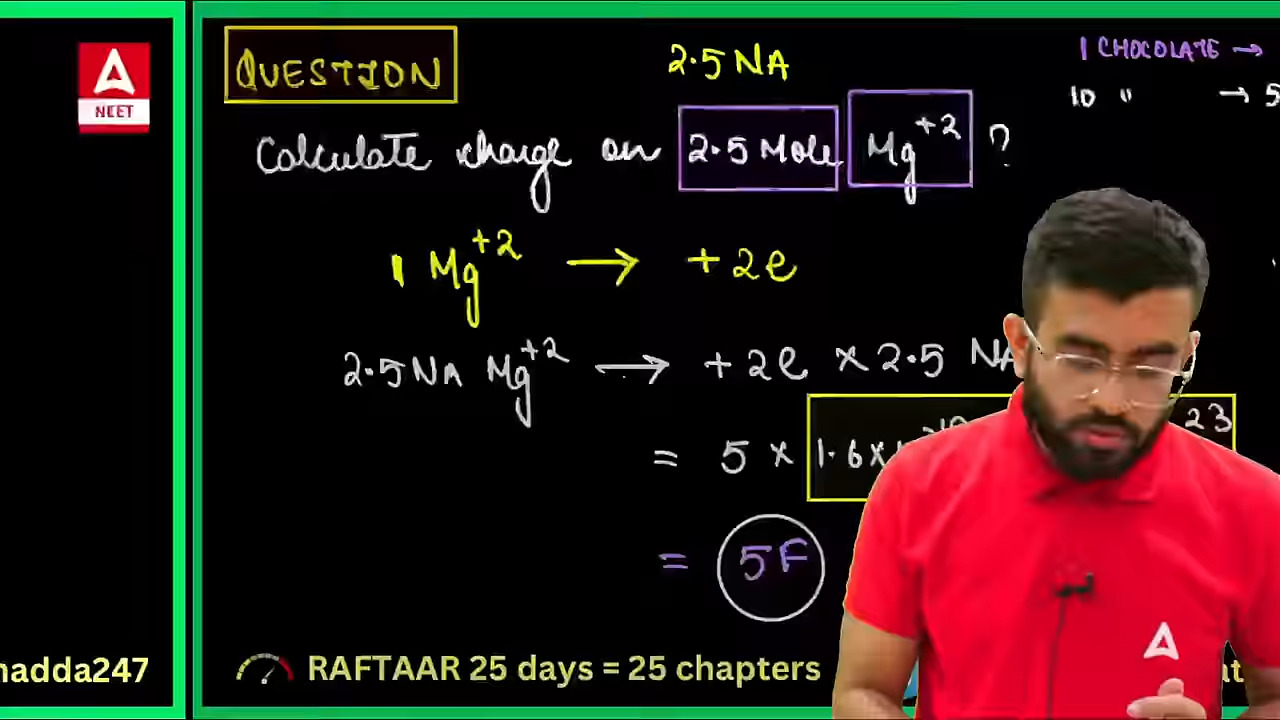 NEET
QUESTION
2.5 NA
1 CHOCOLATE →
10 〃 → 5
Calculate charge on 2.5 Mole Mg+2 ?
1 Mg+2 → +2e
2.5 NA Mg+2 → +2e × 2.5 NA
= 5 × 1.6×
23
= 5F
RAFTAAR 25 days = 25 chapters